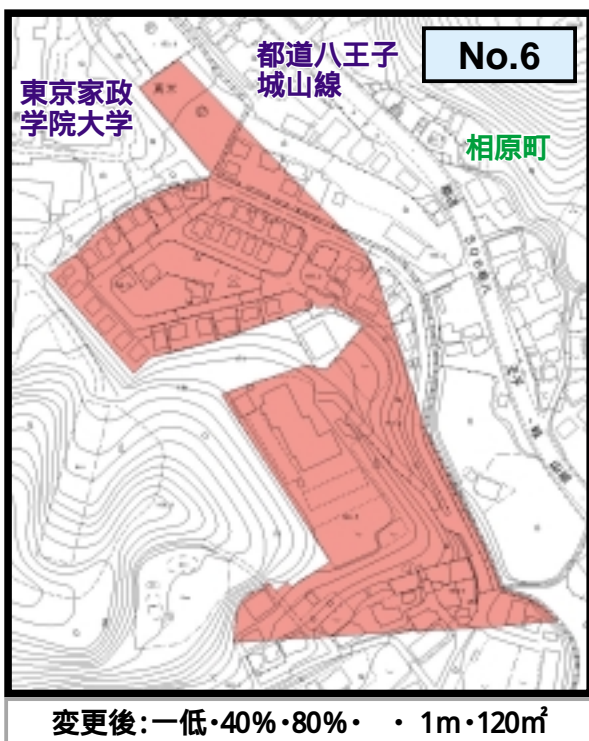 No.6
都道八王子
城山線
東京家政
学院大学
相原町
変更後:一低・40%・80%・ ・ 1m・120㎡